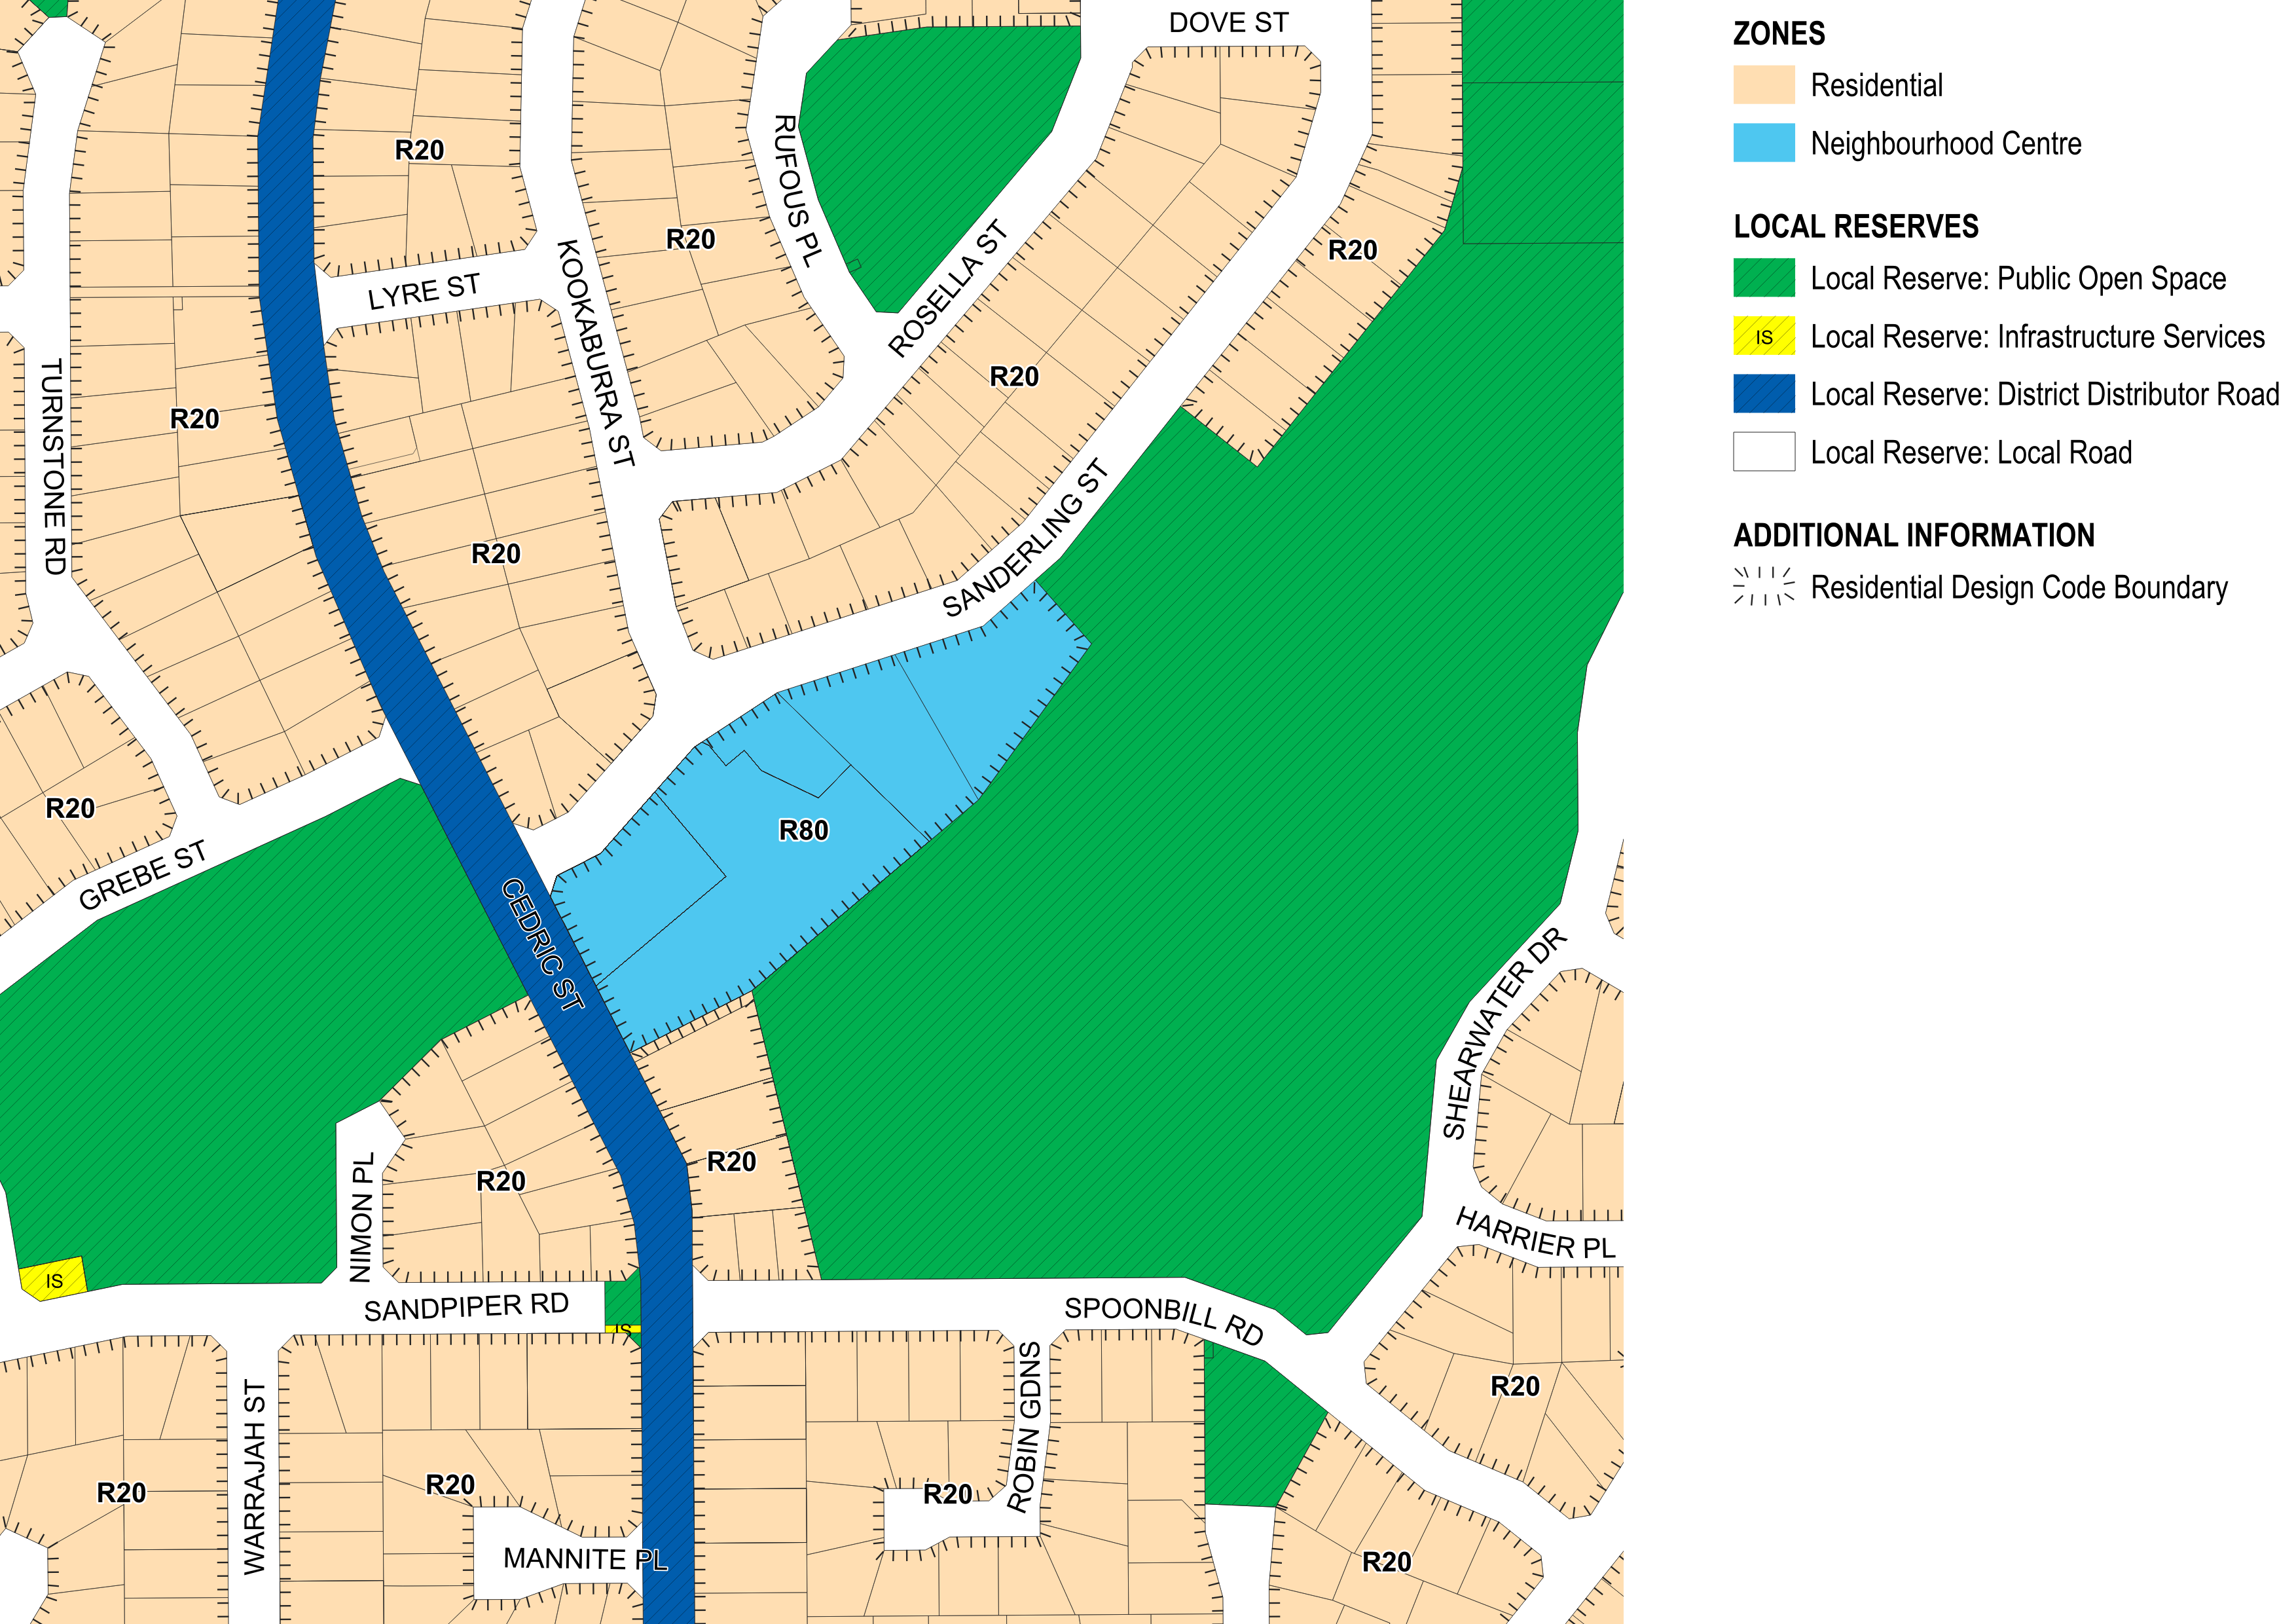 DOVE ST
R20
RUFOUS PL
R20
ROSELLA ST
R20
KOOKABURRA ST
LYRE ST
TURNSTONE RD
R20
R20
R20
SANDERLING ST
R20
R20
GREBE ST
R80
CEDRIC ST
SHEARWATER DR
R20
R20
NIMON PL
HARRIER PL
IS
SANDPIPER RD
IS
SPOONBILL RD
ROBIN GDNS
WARRAJAH ST
R20
R20
R20
R20
MANNITE PL
R20
ZONES
Residential
Neighbourhood Centre
LOCAL RESERVES
Local Reserve: Public Open Space
IS Local Reserve: Infrastructure Services
Local Reserve: District Distributor Road
Local Reserve: Local Road
ADDITIONAL INFORMATION
Residential Design Code Boundary